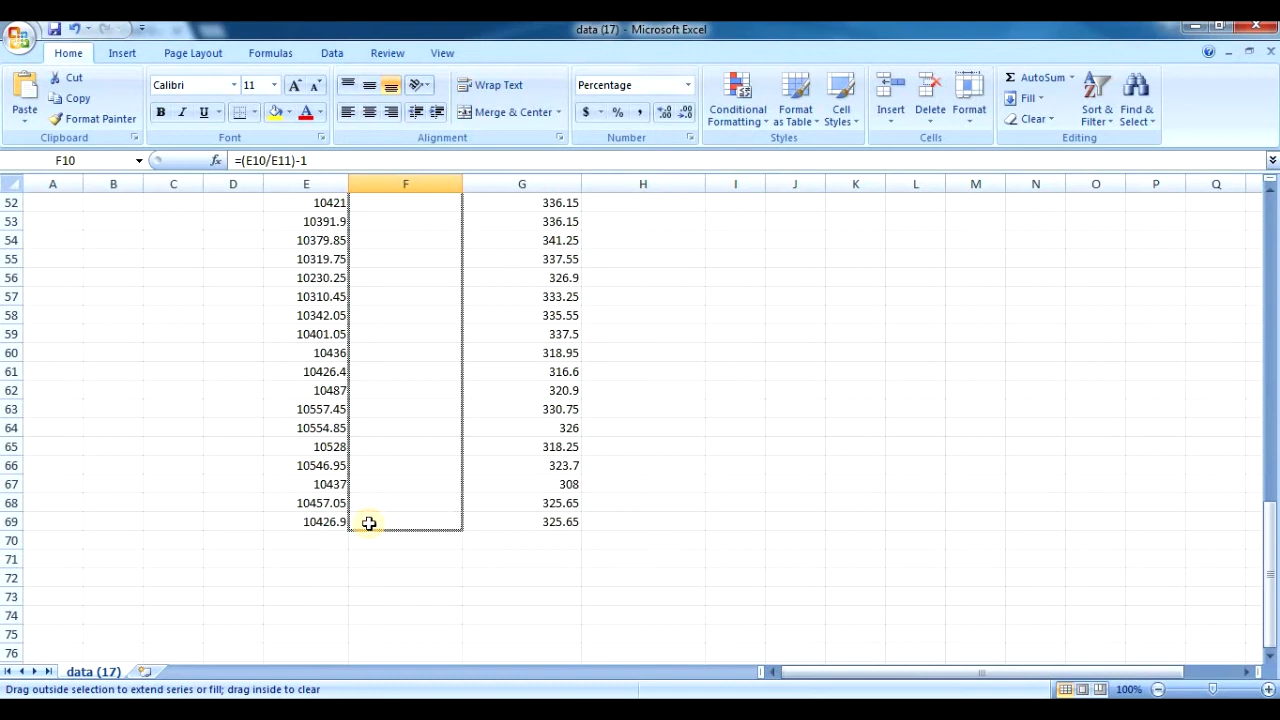 data (17) - Microsoft Excel
Home Insert Page Layout Formulas Data Review View
Paste
Cut
Copy
Format Painter
Clipboard
Calibri 11
B I U
Font
Wrap Text
Merge & Center
Alignment
Percentage
$ % ,
Number
Conditional Formatting
Format as Table
Cell Styles
Styles
Insert Delete Format
Cells
AutoSum
Fill
Clear
Sort & Filter
Find & Select
Editing
F10 fx =(E10/E11)-1
A B C D E F G H I J K L M N O P Q
52 10421 336.15
53 10391.9 336.15
54 10379.85 341.25
55 10319.75 337.55
56 10230.25 326.9
57 10310.45 333.25
58 10342.05 335.55
59 10401.05 337.5
60 10436 318.95
61 10426.4 316.6
62 10487 320.9
63 10557.45 330.75
64 10554.85 326
65 10528 318.25
66 10546.95 323.7
67 10437 308
68 10457.05 325.65
69 10426.9 325.65
70
71
72
73
74
75
76
data (17)
Drag outside selection to extend series or fill; drag inside to clear 100%